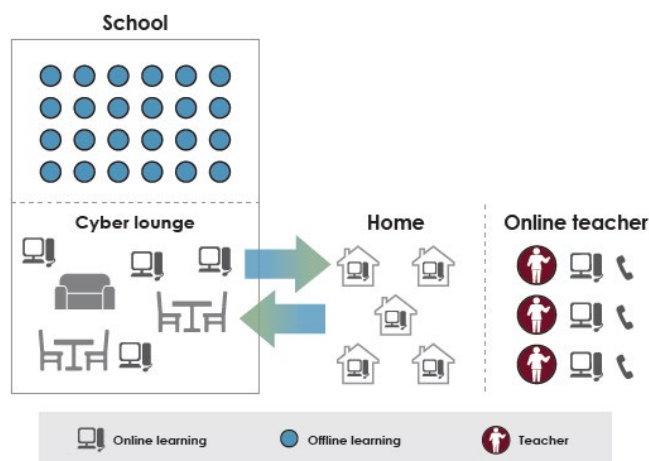 School
Cyber lounge
Home
Online teacher
Online learning
Offline learning
Teacher